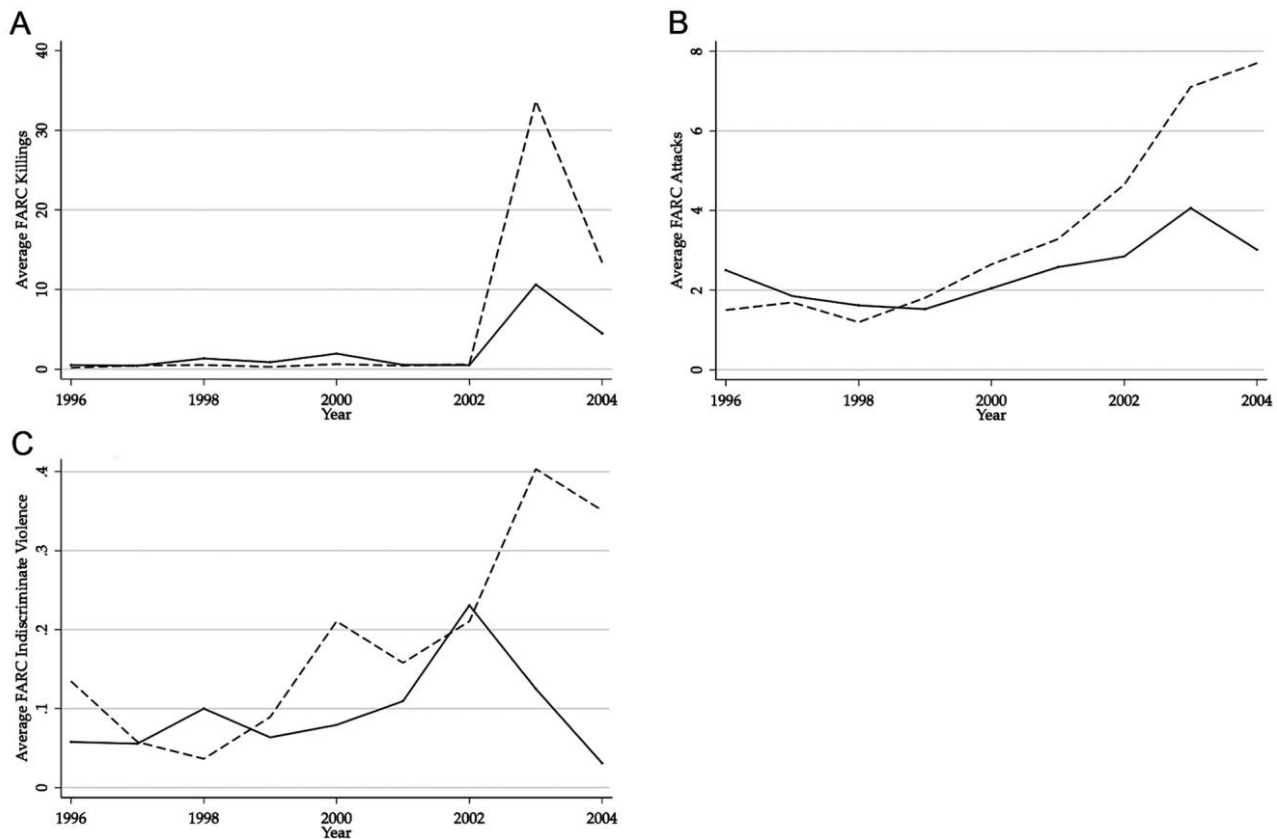 A
Average FARC Killings
40
30
20
10
0
1996 1998 2000 2002 2004
Year
B
Average FARC Attacks
8
6
4
2
0
1996 1998 2000 2002 2004
Year
C
Average FARC Indiscriminate Violence
.4
.3
.2
.1
0
1996 1998 2000 2002 2004
Year